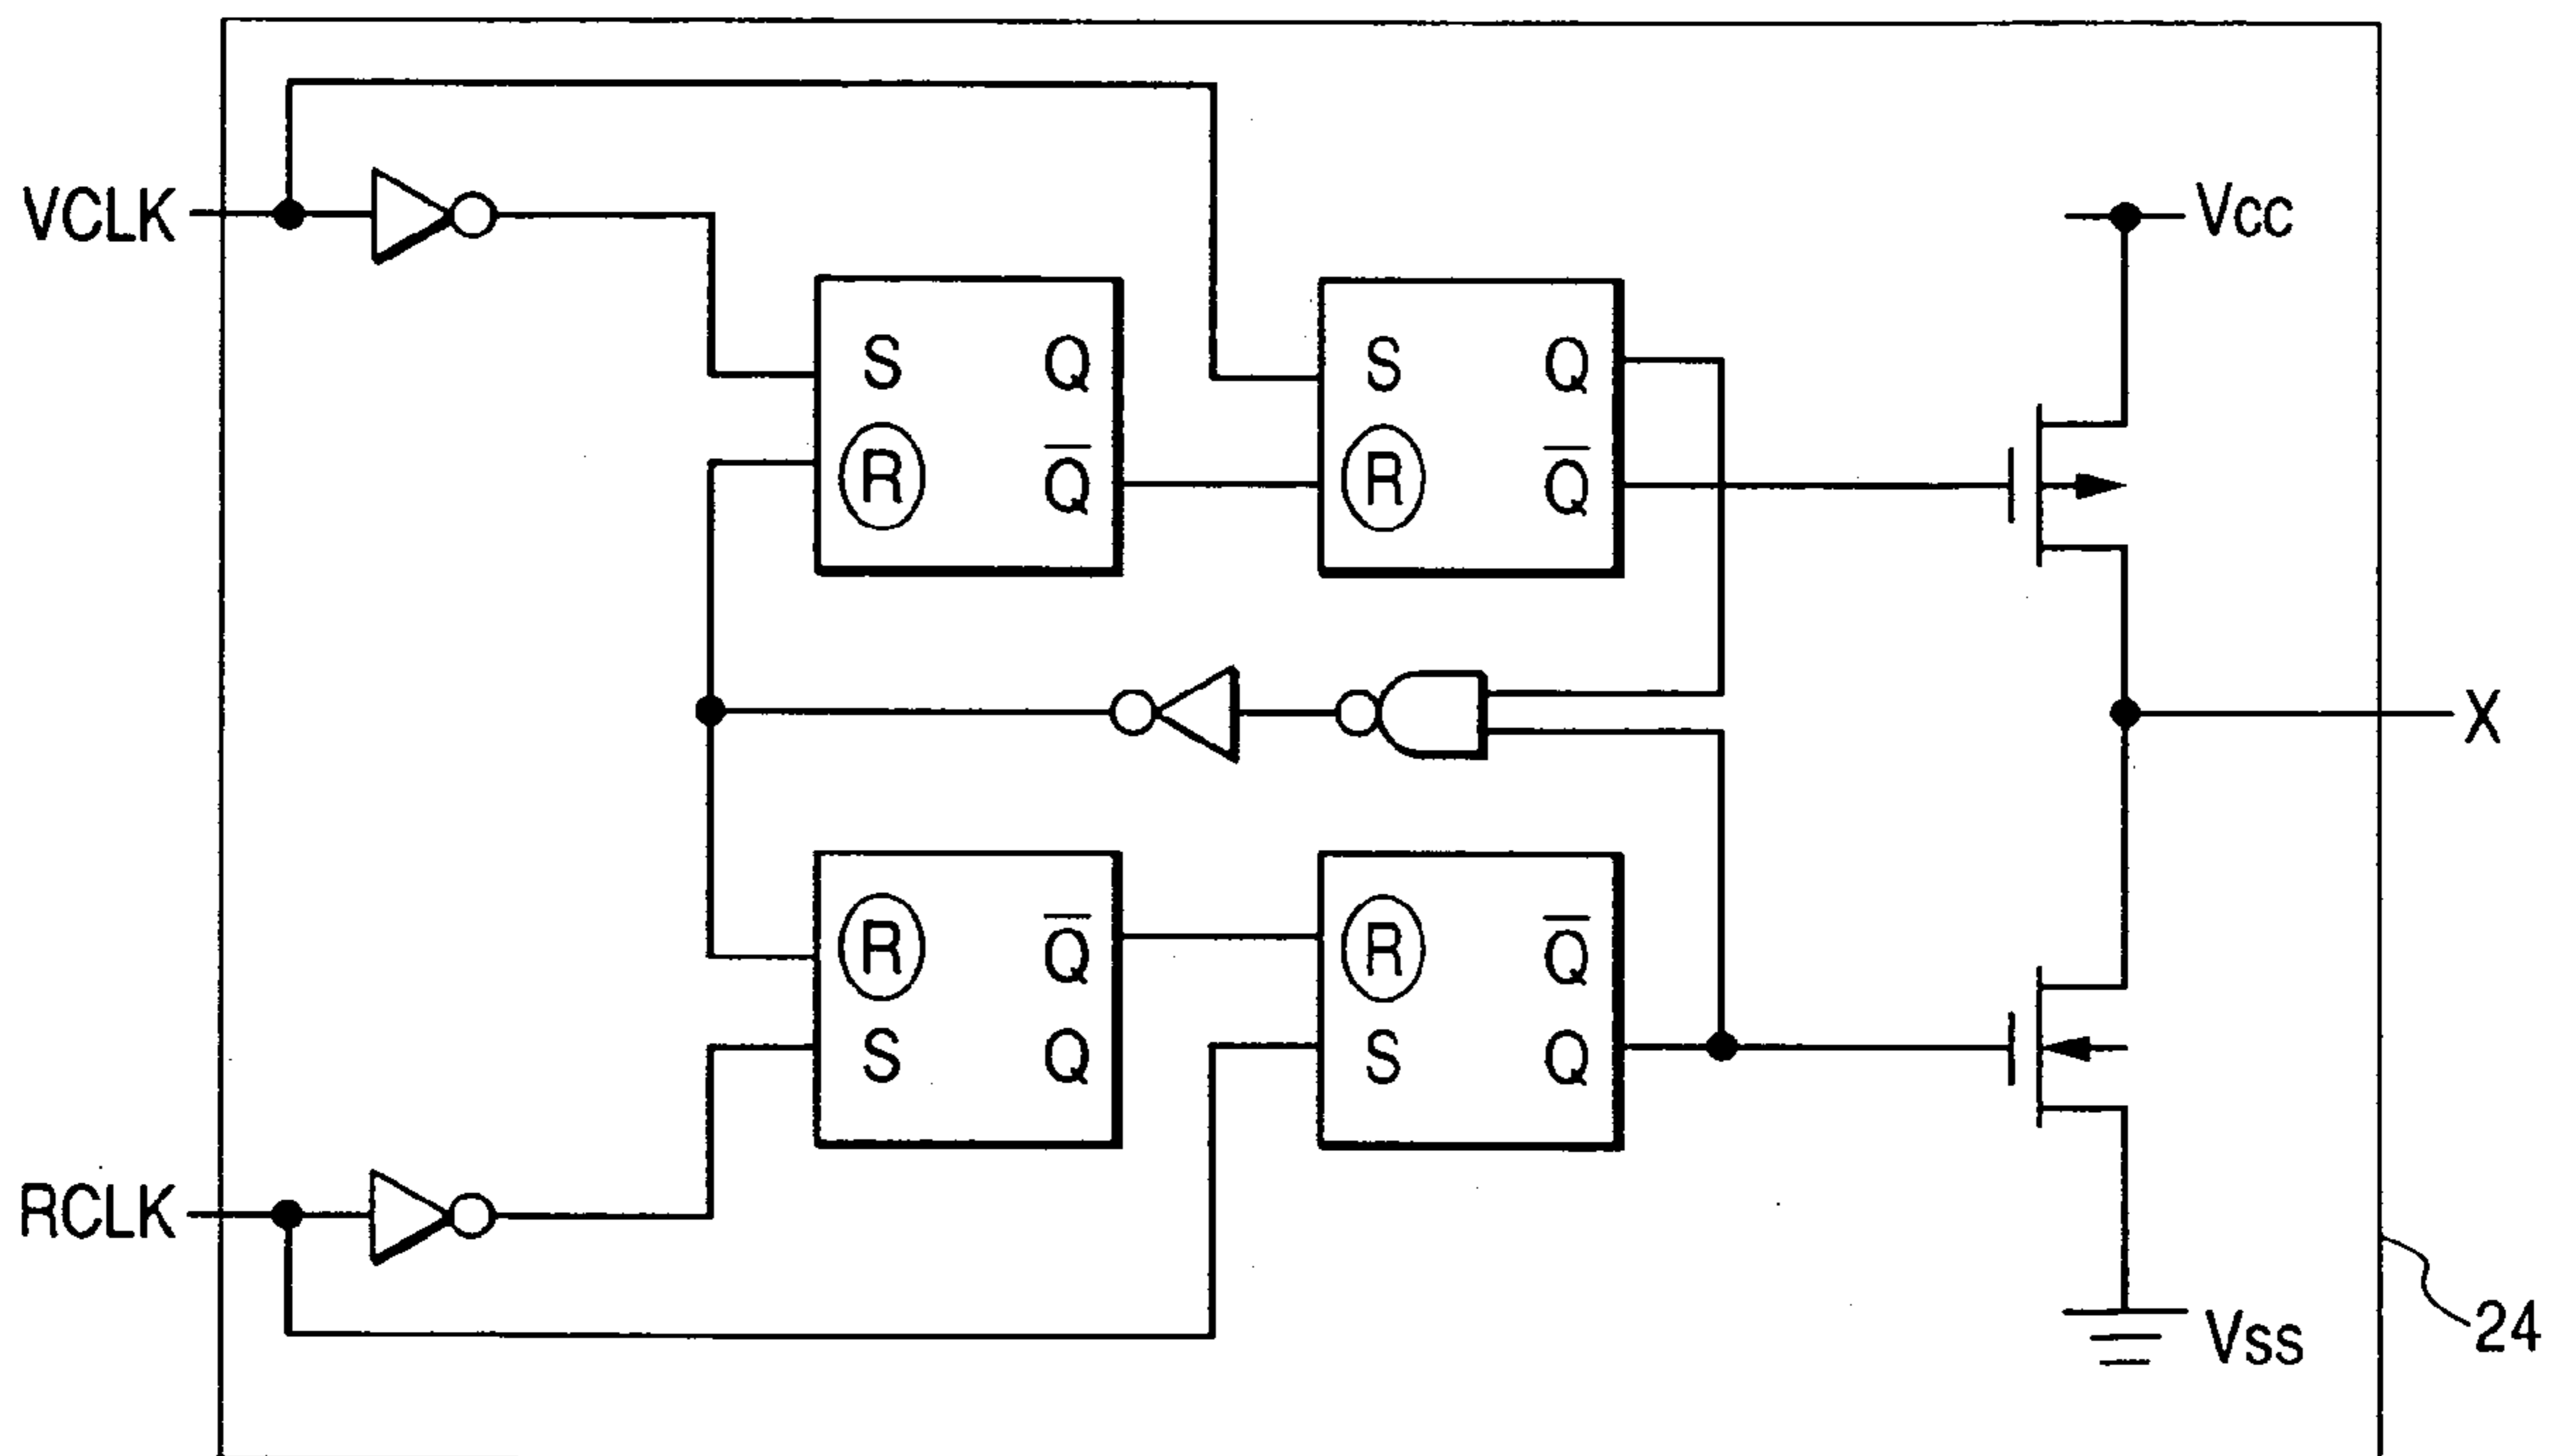 VCLK
Vcc
S Q
R Q̅
S Q
R Q̅
X
R Q̅
S Q
R Q̅
S Q
RCLK
Vss
24